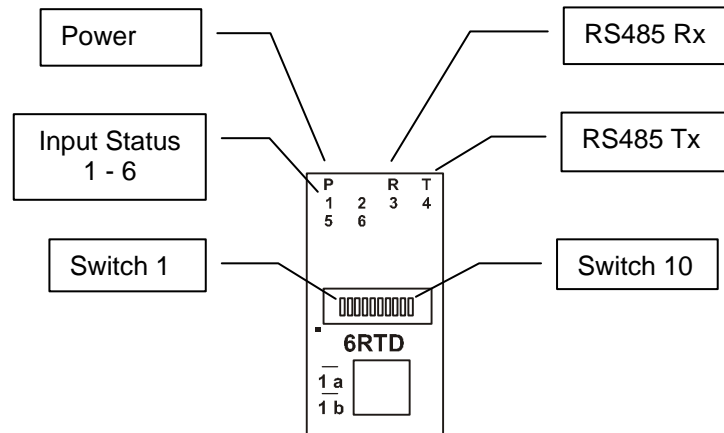 Power
RS485 Rx
Input Status
1 - 6
RS485 Tx
P R T
1 2 3 4
5 6
Switch 1
Switch 10
6RTD
1 a
1 b